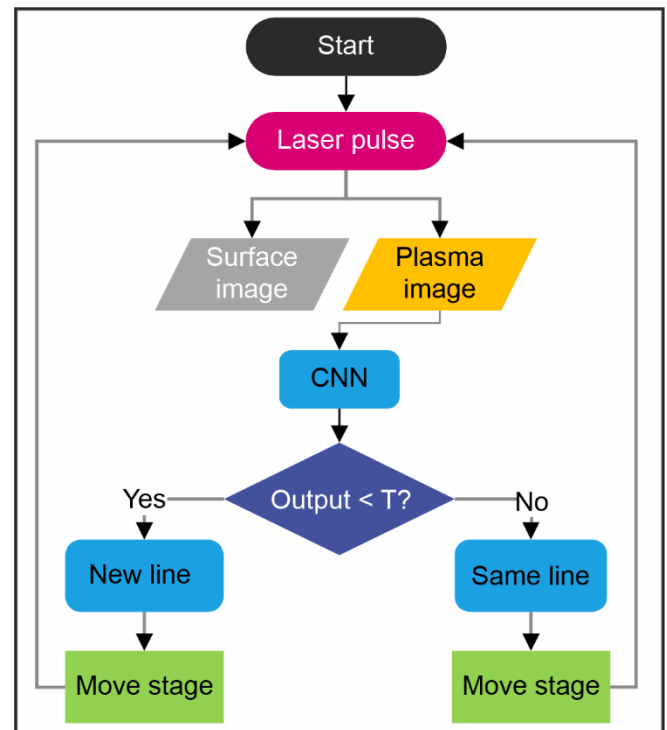 Start
Laser pulse
Surface
image
Plasma
image
CNN
Output < T?
Yes
No
New line
Same line
Move stage
Move stage